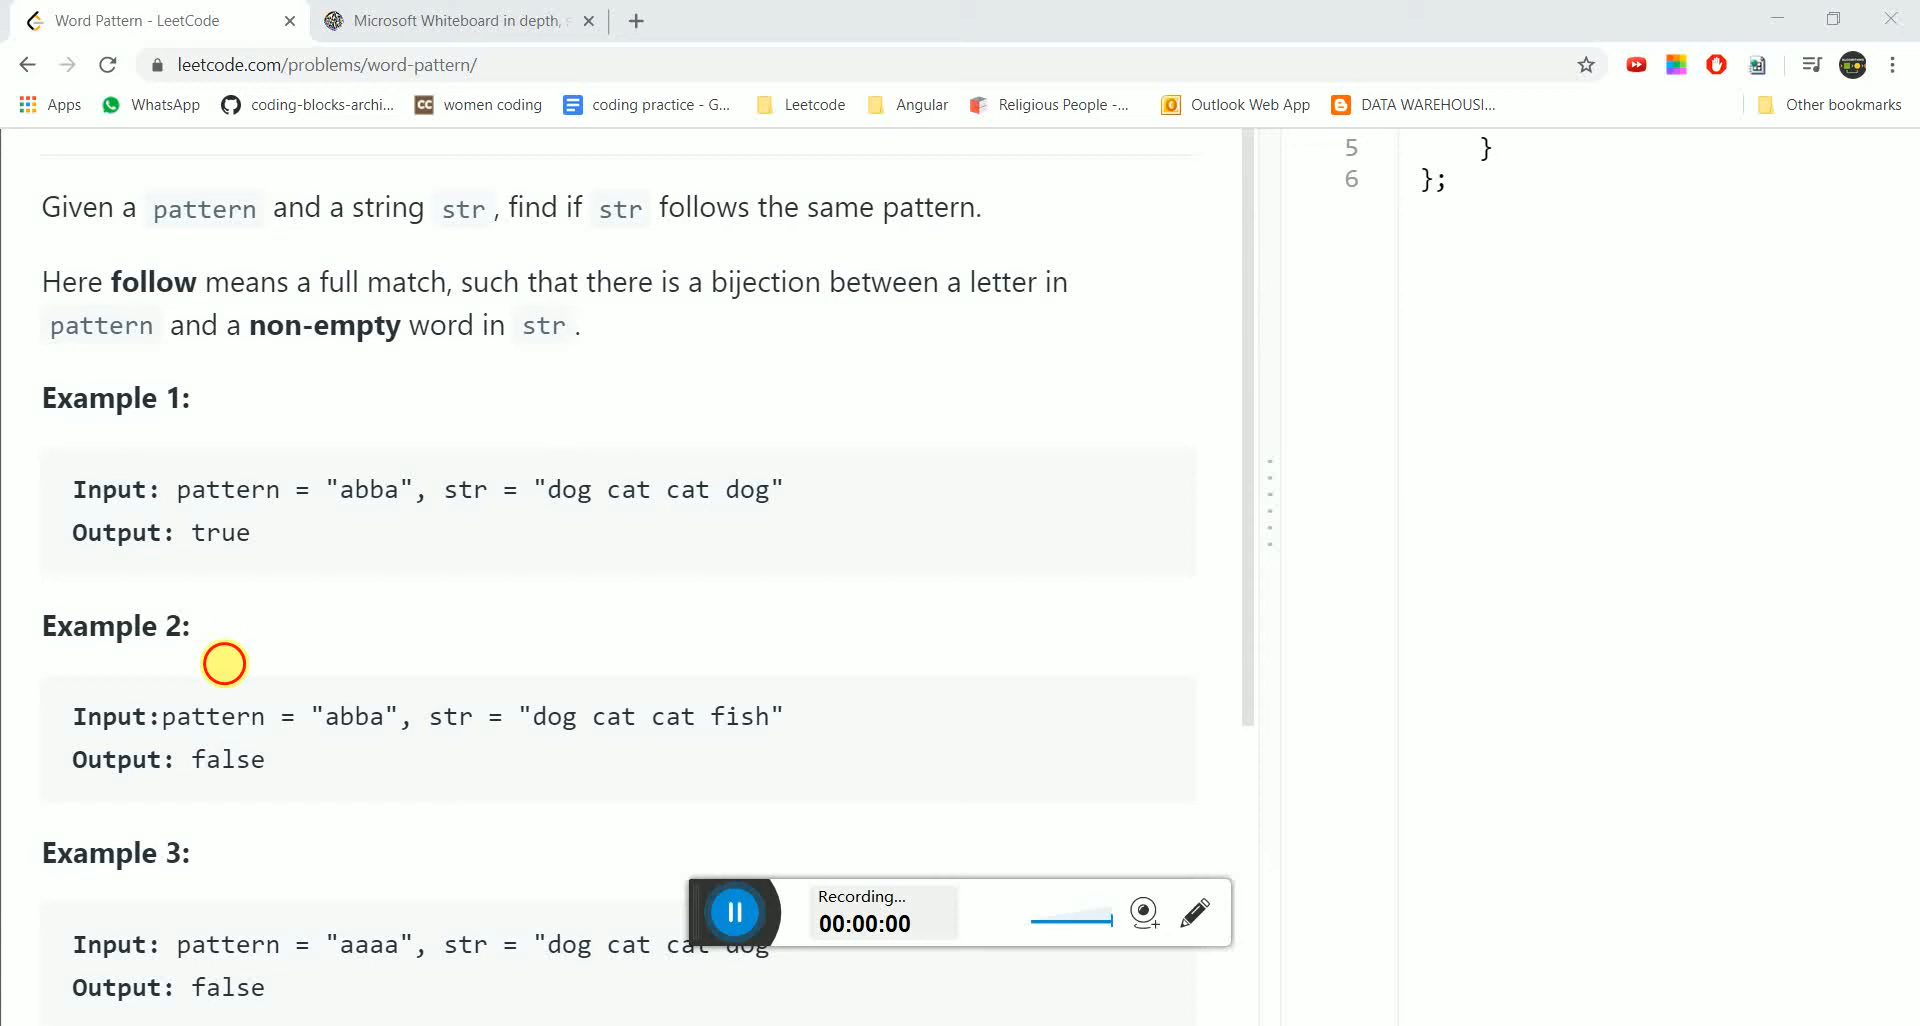 Word Pattern - LeetCode
Microsoft Whiteboard in depth,
leetcode.com/problems/word-pattern/
Apps WhatsApp coding-blocks-archi... women coding coding practice - G... Leetcode Angular Religious People -... Outlook Web App DATA WAREHOUSI... Other bookmarks
5 }
6 };
Given a pattern and a string str, find if str follows the same pattern.
Here follow means a full match, such that there is a bijection between a letter in
pattern and a non-empty word in str.
Example 1:
Input: pattern = "abba", str = "dog cat cat dog"
Output: true
Example 2:
Input:pattern = "abba", str = "dog cat cat fish"
Output: false
Example 3:
Input: pattern = "aaaa", str = "dog cat cat dog
Output: false
Recording...
00:00:00